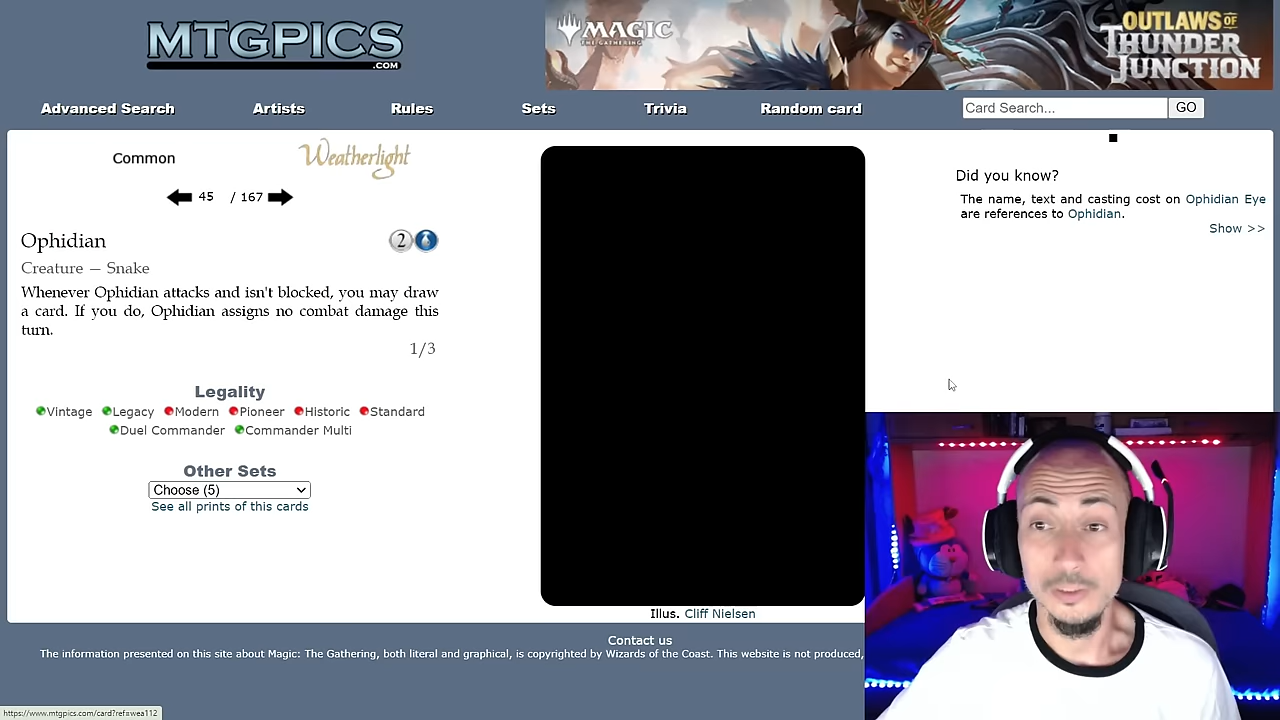 MTGPICS
.COM
MAGIC
THE GATHERING
OUTLAWS OF
THUNDER
JUNCTION
Advanced Search
Artists
Rules
Sets
Trivia
Random card
Card Search...
GO
Common
Weatherlight
45 / 167
Ophidian
2
Creature — Snake
Whenever Ophidian attacks and isn't blocked, you may draw
a card. If you do, Ophidian assigns no combat damage this
turn.
1/3
Legality
Vintage Legacy Modern Pioneer Historic Standard
Duel Commander Commander Multi
Other Sets
Choose (5)
See all prints of this cards
Illus. Cliff Nielsen
Did you know?
The name, text and casting cost on Ophidian Eye
are references to Ophidian.
Show >>
Contact us
The information presented on this site about Magic: The Gathering, both literal and graphical, is copyrighted by Wizards of the Coast. This website is not produced,
https://www.mtgpics.com/card?ref=wea112